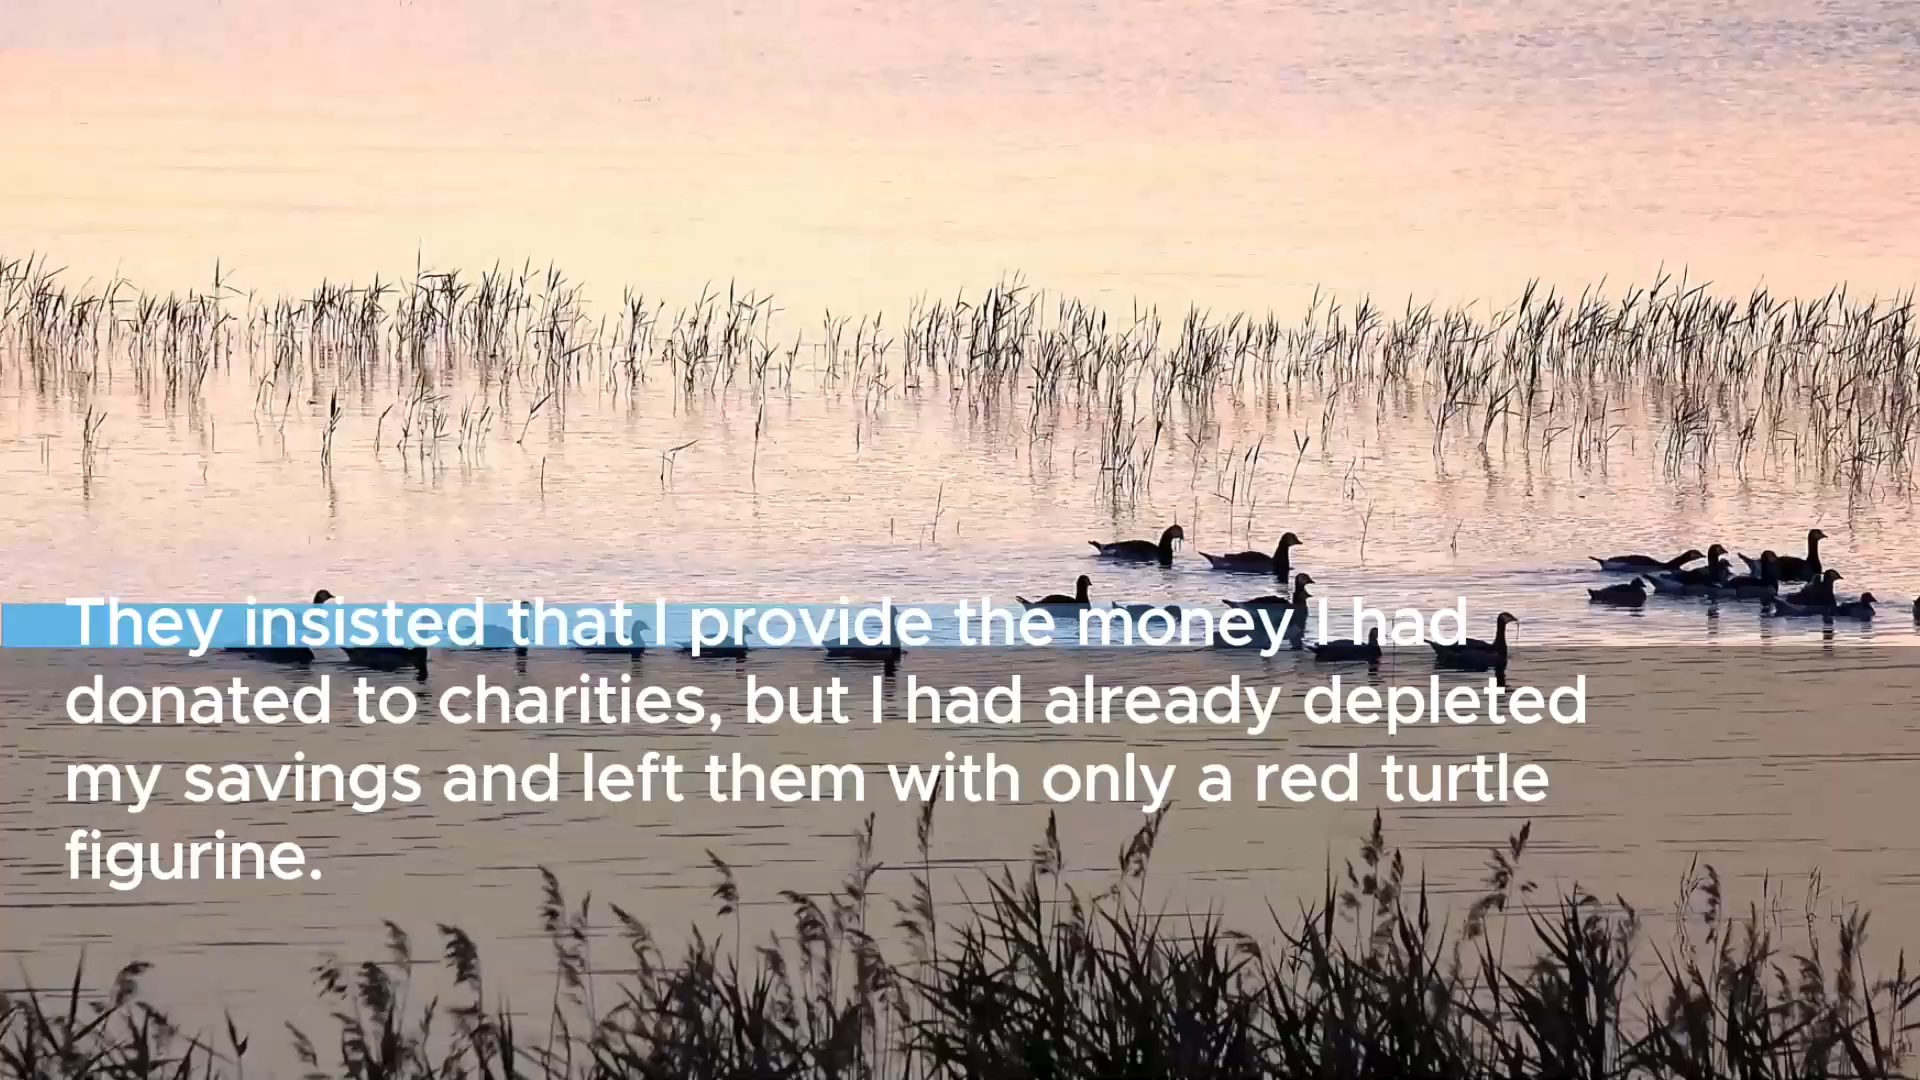 They insisted that I provide the money I had
donated to charities, but I had already depleted
my savings and left them with only a red turtle
figurine.